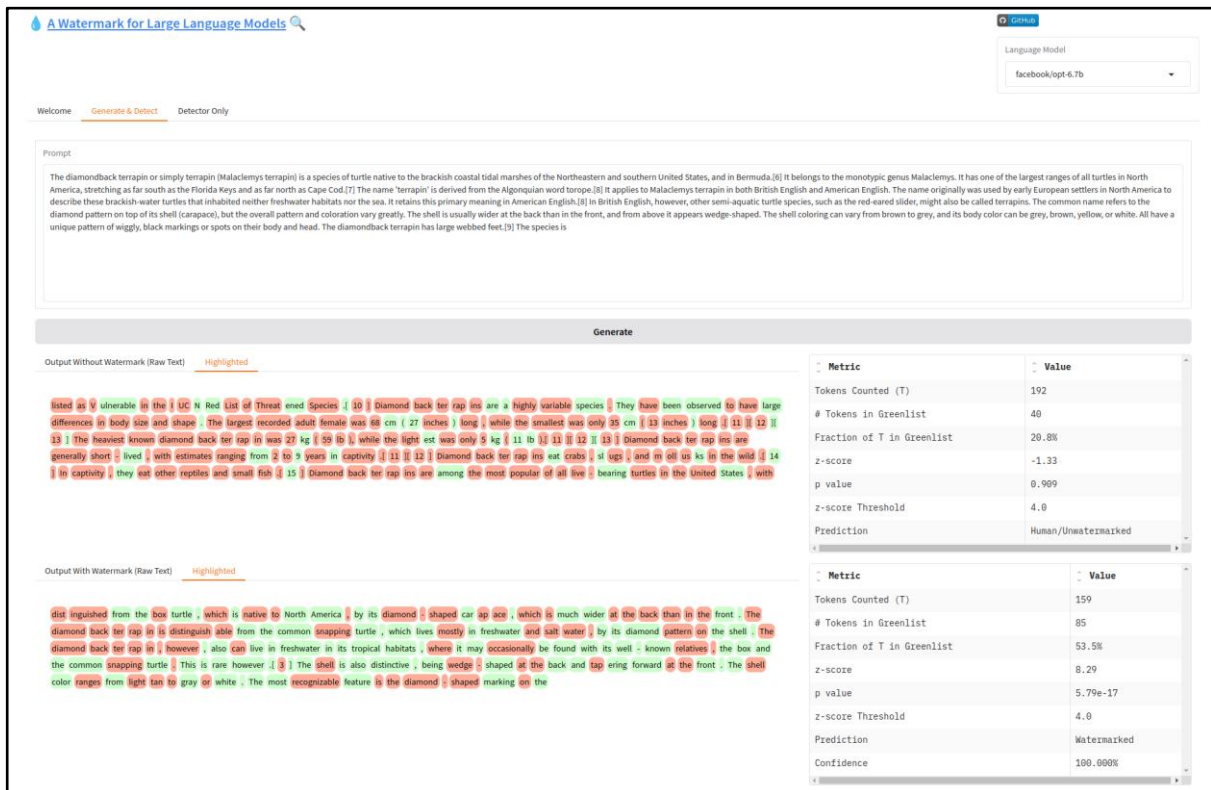 A Watermark for Large Language Models
GitHub
Language Model
facebook/opt-6.7b
Welcome Generate & Detect Detector Only
Prompt
The diamondback terrapin or simply terrapin (Malaclemys terrapin) is a species of turtle native to the brackish coastal tidal marshes of the Northeastern and southern United States, and in Bermuda.[6] It belongs to the monotypic genus Malaclemys. It has one of the largest ranges of all turtles in North
America, stretching as far south as the Florida Keys and as far north as Cape Cod.[7] The name 'terrapin' is derived from the Algonquian word torope.[8] It applies to Malaclemys terrapin in both British English and American English. The name originally was used by early European settlers in North America to
describe these brackish-water turtles that inhabited neither freshwater habitats nor the sea. It retains this primary meaning in American English.[8] In British English, however, other semi-aquatic turtle species, such as the red-eared slider, might also be called terrapins. The common name refers to the
diamond pattern on top of its shell (carapace), but the overall pattern and coloration vary greatly. The shell is usually wider at the back than in the front, and from above it appears wedge-shaped. The shell coloring can vary from brown to grey, and its body color can be grey, brown, yellow, or white. All have a
unique pattern of wiggly, black markings or spots on their body and head. The diamondback terrapin has large webbed feet.[9] The species is
Generate
Output Without Watermark (Raw Text) Highlighted
listed as V ulnerable in the I UC N Red List of Threat ened Species .[ 10 ] Diamond back ter rap ins are a highly variable species . They have been observed to have large
differences in body size and shape . The largest recorded adult female was 68 cm ( 27 inches ) long , while the smallest was only 35 cm ( 13 inches ) long .[ 11 ][ 12 ][
13 ] The heaviest known diamond back ter rap in was 27 kg ( 59 lb ), while the light est was only 5 kg ( 11 lb ).[ 11 ][ 12 ][ 13 ] Diamond back ter rap ins are
generally short - lived , with estimates ranging from 2 to 9 years in captivity .[ 11 ][ 12 ] Diamond back ter rap ins eat crabs , sl ugs , and m oll us ks in the wild .[ 14
] In captivity , they eat other reptiles and small fish .[ 15 ] Diamond back ter rap ins are among the most popular of all live - bearing turtles in the United States , with
Metric Value
Tokens Counted (T) 192
# Tokens in Greenlist 40
Fraction of T in Greenlist 20.8%
z-score -1.33
p value 0.909
z-score Threshold 4.0
Prediction Human/Unwatermarked
Output With Watermark (Raw Text) Highlighted
dist inguished from the box turtle , which is native to North America , by its diamond - shaped car ap ace , which is much wider at the back than in the front . The
diamond back ter rap in is distinguish able from the common snapping turtle , which lives mostly in freshwater and salt water , by its diamond pattern on the shell . The
diamond back ter rap in , however , also can live in freshwater in its tropical habitats , where it may occasionally be found with its well - known relatives , the box and
the common snapping turtle . This is rare however .[ 3 ] The shell is also distinctive , being wedge - shaped at the back and tap ering forward at the front . The shell
color ranges from light tan to gray or white . The most recognizable feature is the diamond - shaped marking on the
Metric Value
Tokens Counted (T) 159
# Tokens in Greenlist 85
Fraction of T in Greenlist 53.5%
z-score 8.29
p value 5.79e-17
z-score Threshold 4.0
Prediction Watermarked
Confidence 100.000%